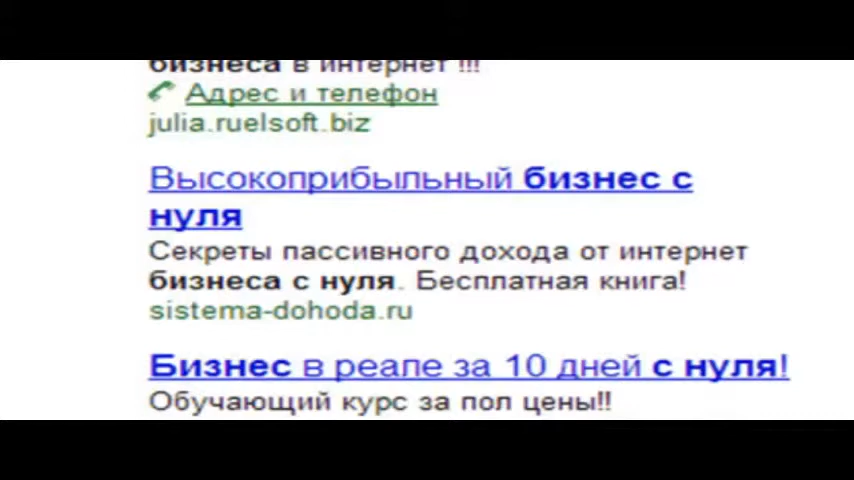 бизнеса в интернет !!!
Адрес и телефон
julia.ruelsoft.biz
Высокоприбыльный бизнес с
нуля
Секреты пассивного дохода от интернет
бизнеса с нуля. Бесплатная книга!
sistema-dohoda.ru
Бизнес в реале за 10 дней с нуля!
Обучающий курс за пол цены!!